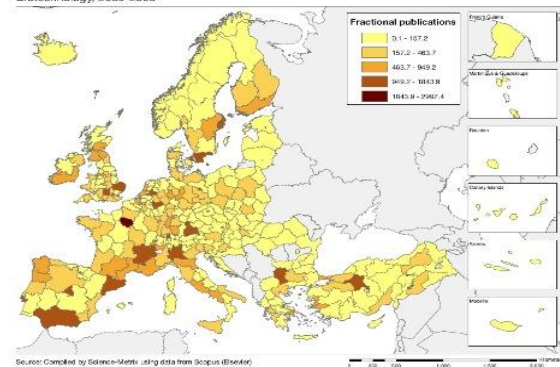 Fractional publications
0.1 - 157.2
157.2 - 463.7
463.7 - 949.2
949.2 - 1843.9
1843.9 - 2997.4
French Guiana
Martinique & Guadeloupe
Réunion
Canary Islands
Madeira
Source: Compiled by Science-Metrix using data from Scopus (Elsevier)